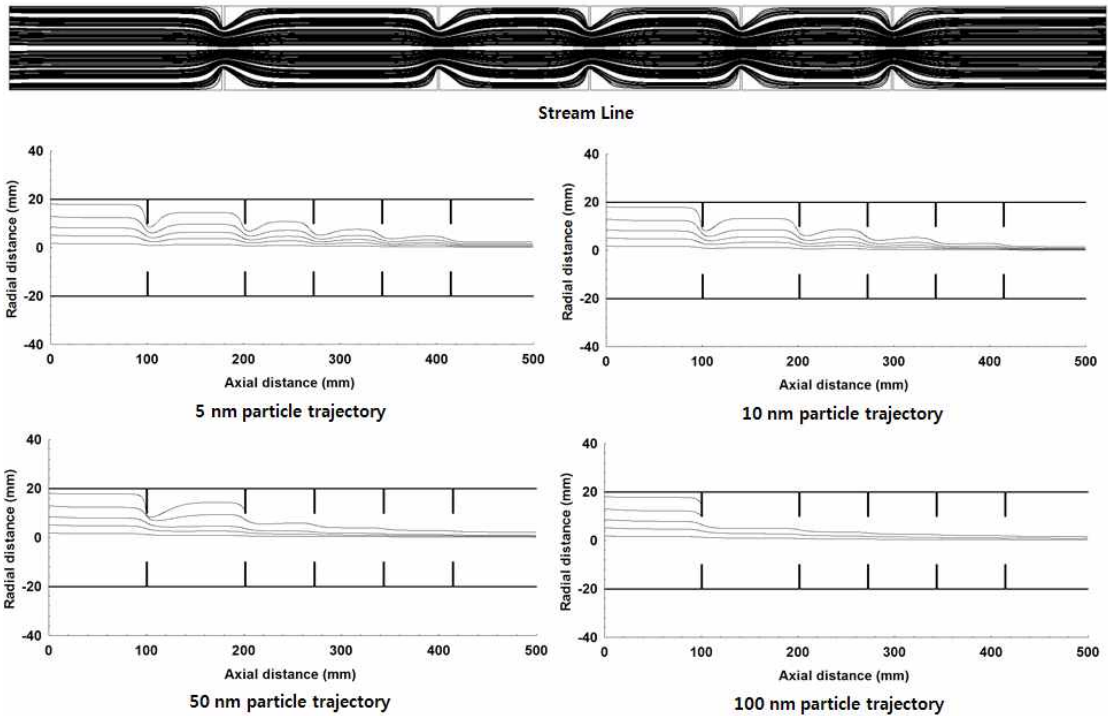 Stream Line
40
20
0
-20
-40
Radial distance (mm)
0 100 200 300 400 500
Axial distance (mm)
5 nm particle trajectory
40
20
0
-20
-40
Radial distance (mm)
0 100 200 300 400 500
Axial distance (mm)
10 nm particle trajectory
40
20
0
-20
-40
Radial distance (mm)
0 100 200 300 400 500
Axial distance (mm)
50 nm particle trajectory
40
20
0
-20
-40
Radial distance (mm)
0 100 200 300 400 500
Axial distance (mm)
100 nm particle trajectory